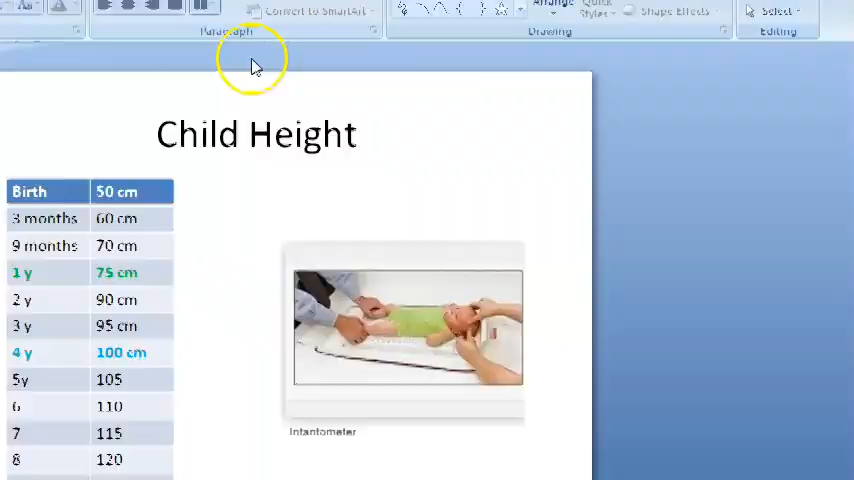 Convert to SmartArt
Arrange
Quick
Styles
Shape Effects
Select
Paragraph
Drawing
Editing
Child Height
Birth 50 cm
3 months 60 cm
9 months 70 cm
1 y 75 cm
2 y 90 cm
3 y 95 cm
4 y 100 cm
5y 105
6 110
7 115
8 120
Infantometer